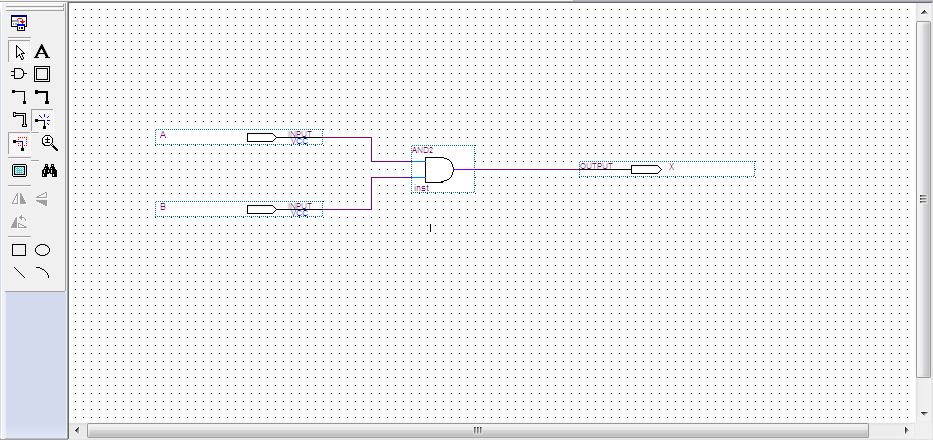 A
A INPUT
VCC
AND2
OUTPUT X
inst
B INPUT
VCC